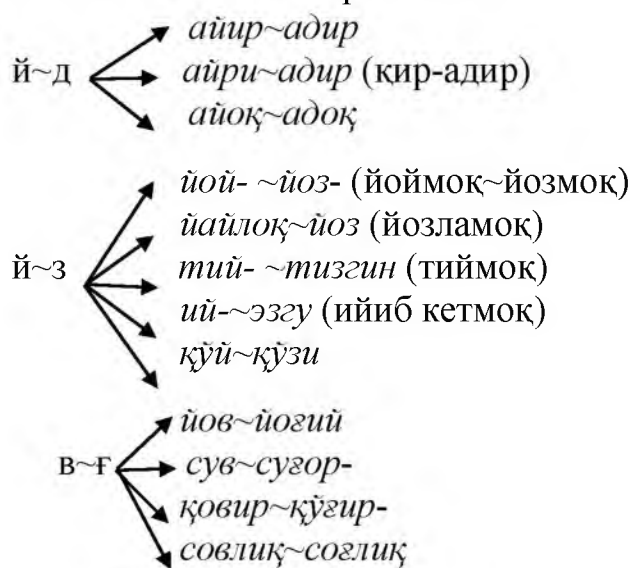 айир~адир
й~д айри~адир (қир-адир)
айоқ~адоқ
йой- ~йоз- (йоймоқ~йозмоқ)
йайлоқ~йоз (йозламоқ)
й~з тий- ~тизгин (тиймоқ)
ий-~эзгу (ийиб кетмоқ)
қўй~қўзи
йов~йоғий
в~ғ сув~суғор-
қовир~қўғир-
совлиқ~соғлиқ